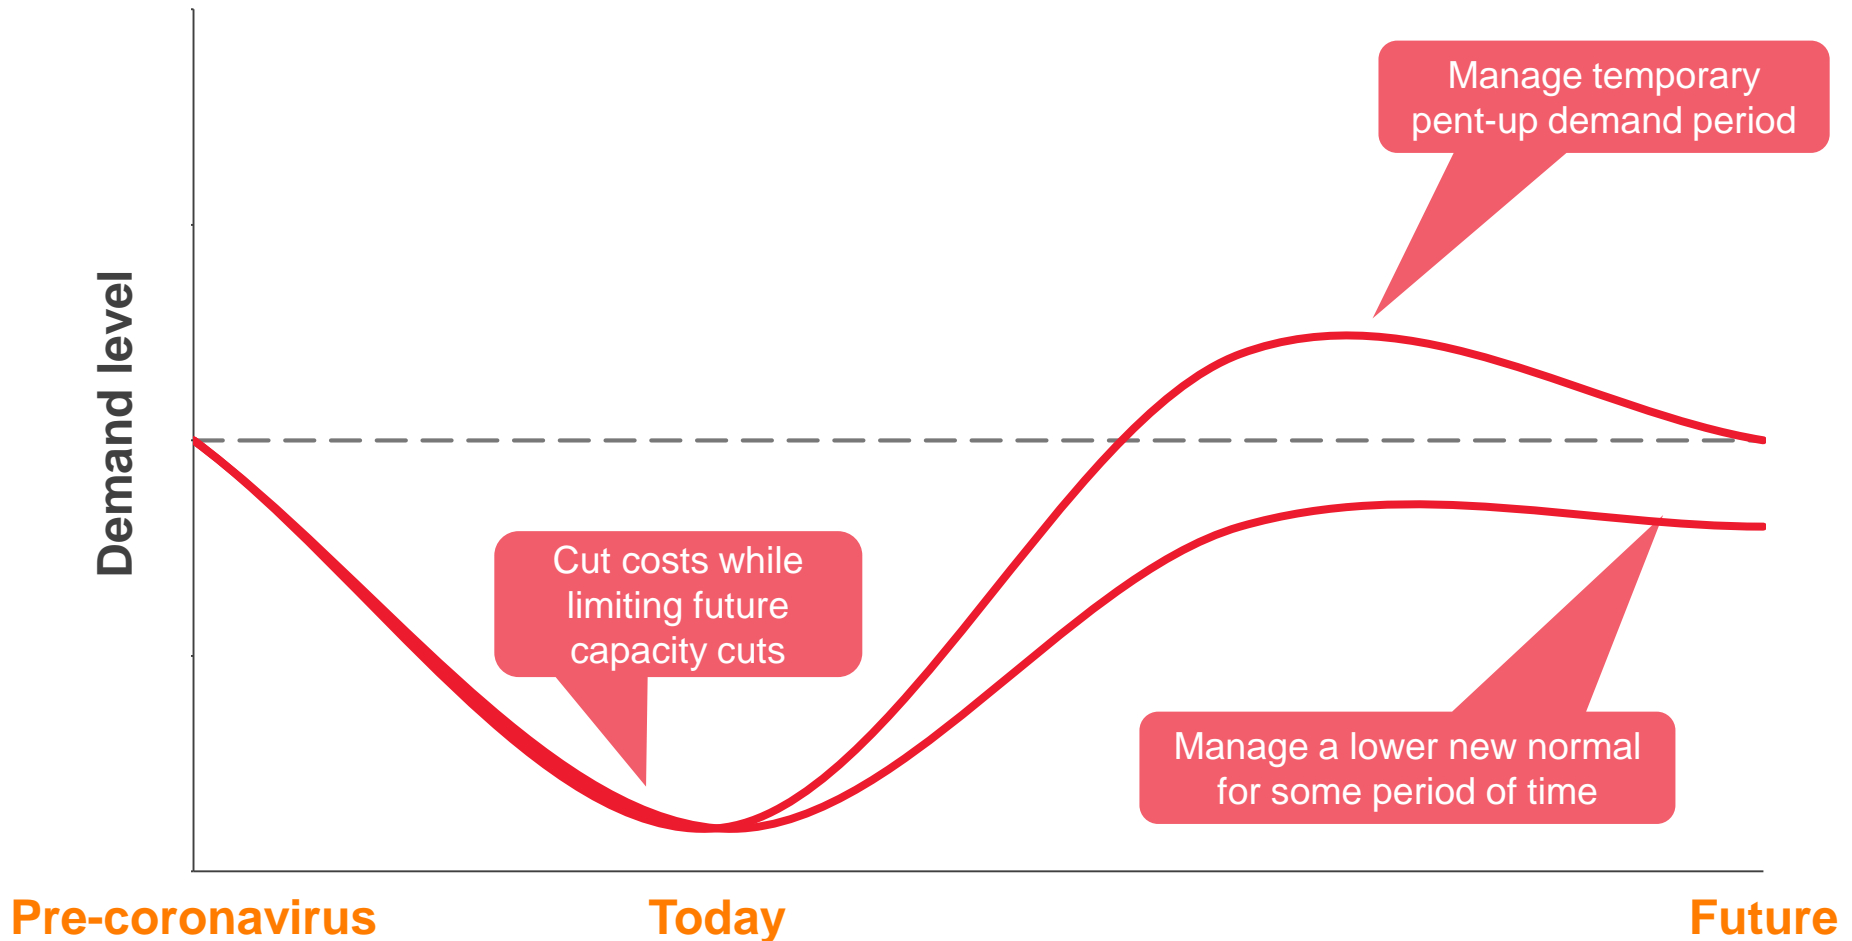 Manage temporary
pent-up demand period
Demand level
Cut costs while
limiting future
capacity cuts
Manage a lower new normal
for some period of time
Pre-coronavirus
Today
Future